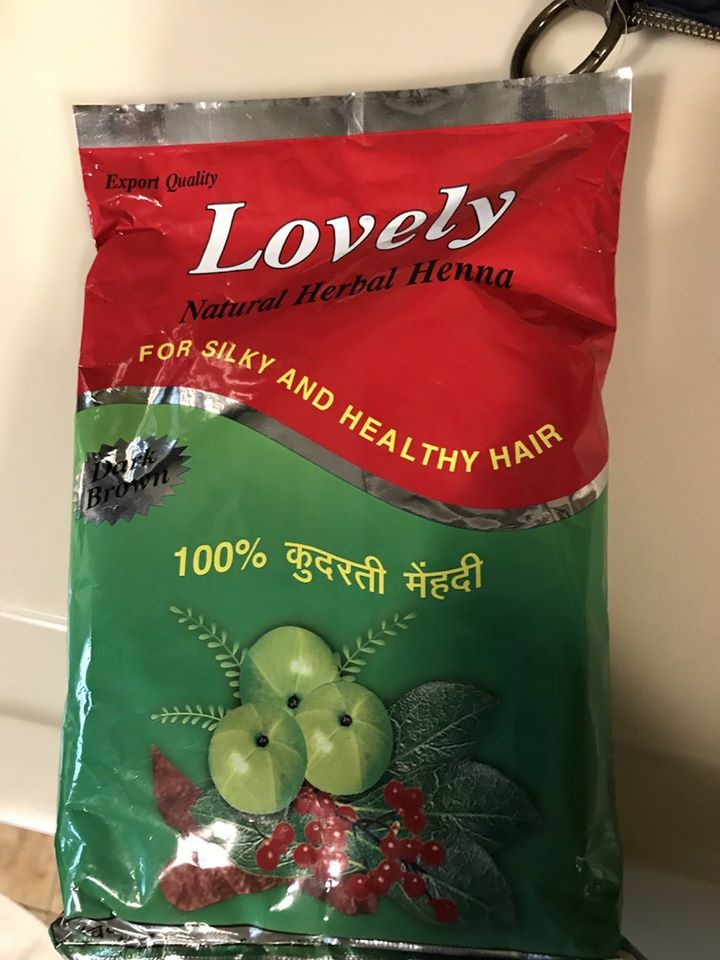 Export Quality
Lovely
Natural Herbal Henna
FOR SILKY AND HEALTHY HAIR
Dark
Brown
100% कुदरती मेंहदी